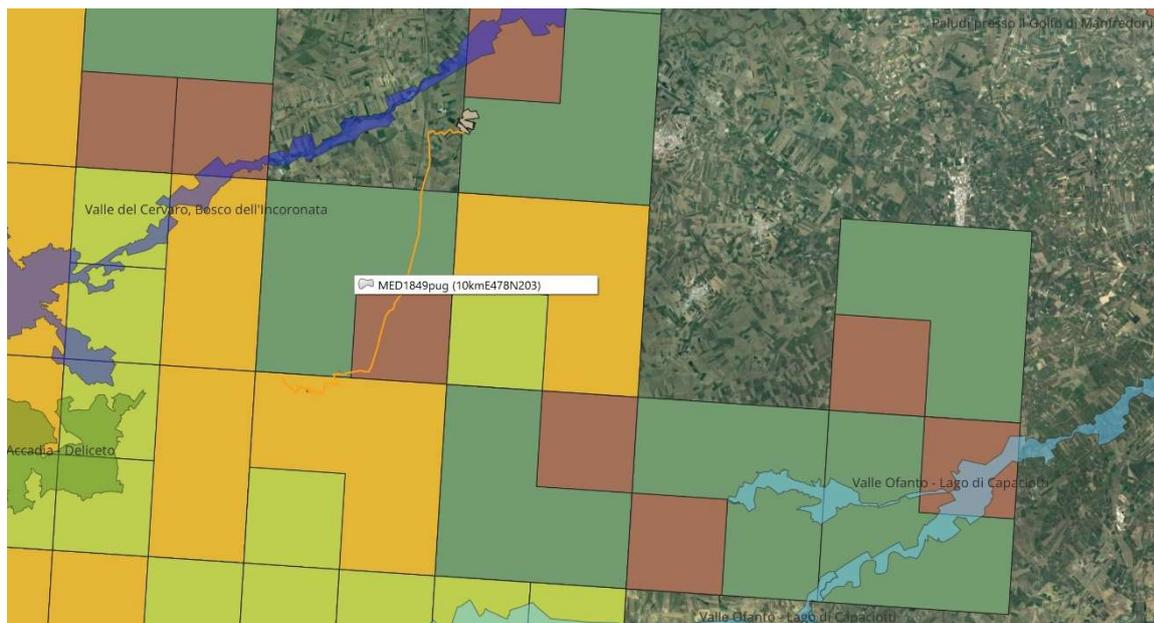 Paludi presso il Golfo di Manfredoni
Valle del Cervaro, Bosco dell'Incoronata
MED1849pug (10kmE478N203)
Accadia - Deliceto
Valle Ofanto - Lago di Capaciotti
Valle Ofanto - Lago di Capaciotti